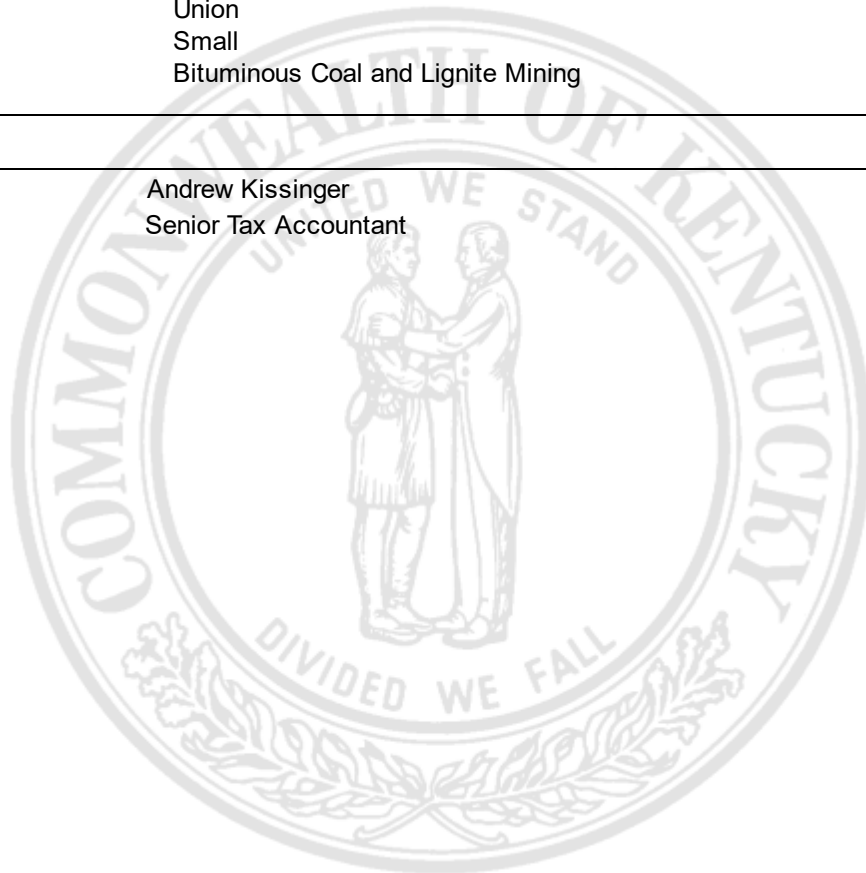 Union
Small
Bituminous Coal and Lignite Mining
Andrew Kissinger
Senior Tax Accountant
COMMONWEALTH OF KENTUCKY
UNITED WE STAND
DIVIDED WE FALL